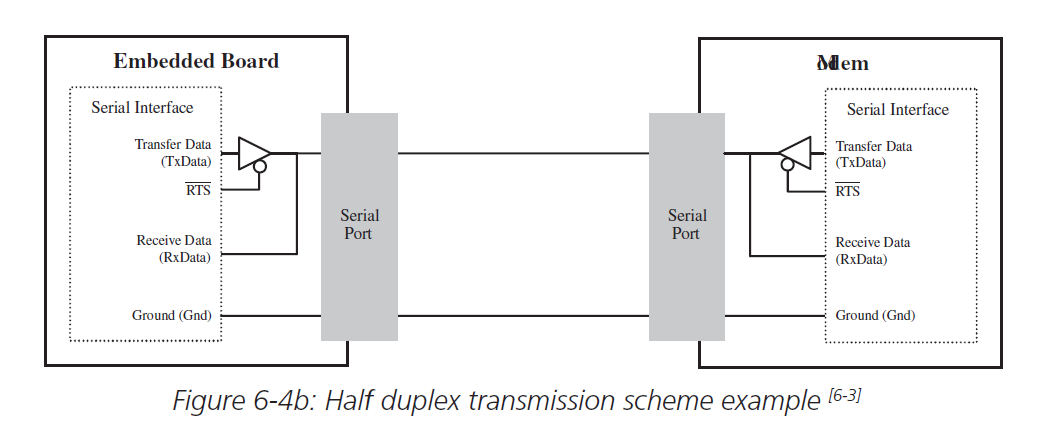 Embedded Board
Serial Interface
Transfer Data
(TxData)
RTS
Receive Data
(RxData)
Ground (Gnd)
Serial
Port
Serial
Port
Modem
Serial Interface
Transfer Data
(TxData)
RTS
Receive Data
(RxData)
Ground (Gnd)
Figure 6-4b: Half duplex transmission scheme example [6-3]